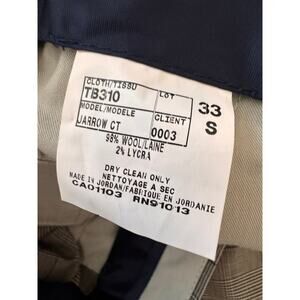 CLOTH/TISSU LOT
TB310
33
MODEL/MODELE CLIENT
JARROW CT 0003
S
98% WOOL/LAINE
2% LYCRA
DRY CLEAN ONLY
NETTOYAGE A SEC
MADE IN JORDAN/FABRIQUE EN JORDANIE
CA01103 RN91013